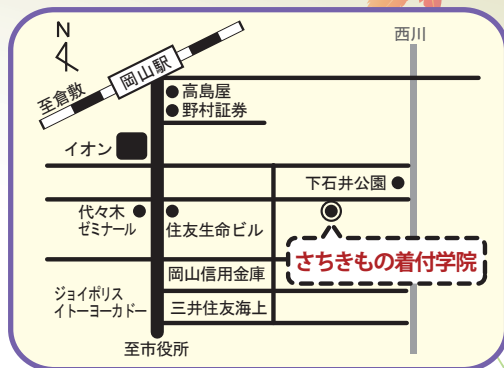 N
西川
岡山駅
至倉敷
高島屋
野村証券
イオン
下石井公園
代々木
ゼミナール
住友生命ビル
さちきもの着付学院
岡山信用金庫
ジョイポリス
イトーヨーカドー
三井住友海上
至市役所